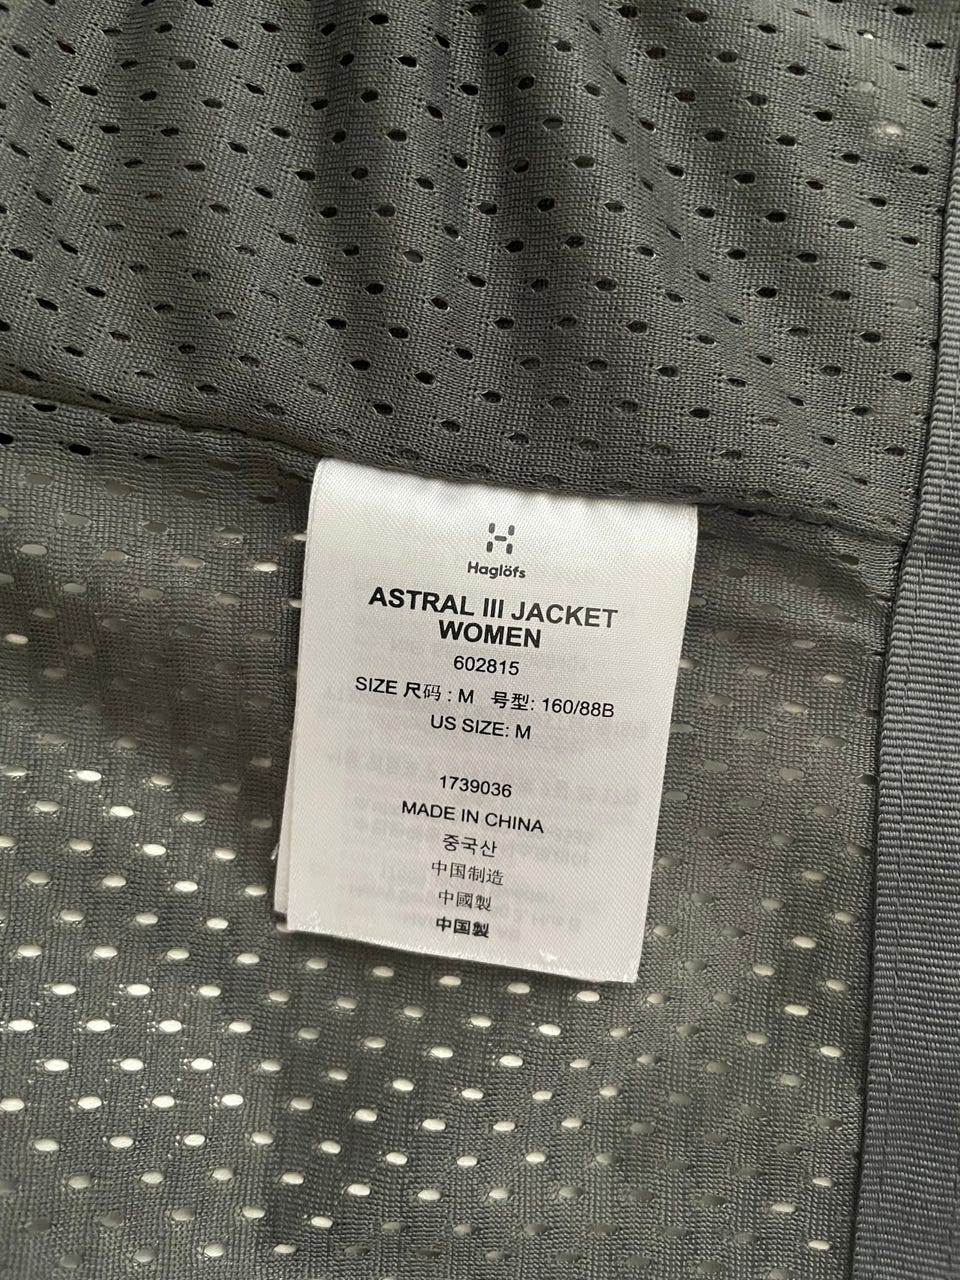 Haglöfs
ASTRAL III JACKET
WOMEN
602815
SIZE 尺码 : M 号型: 160/88B
US SIZE: M
1739036
MADE IN CHINA
중국산
中国制造
中國製
中国製